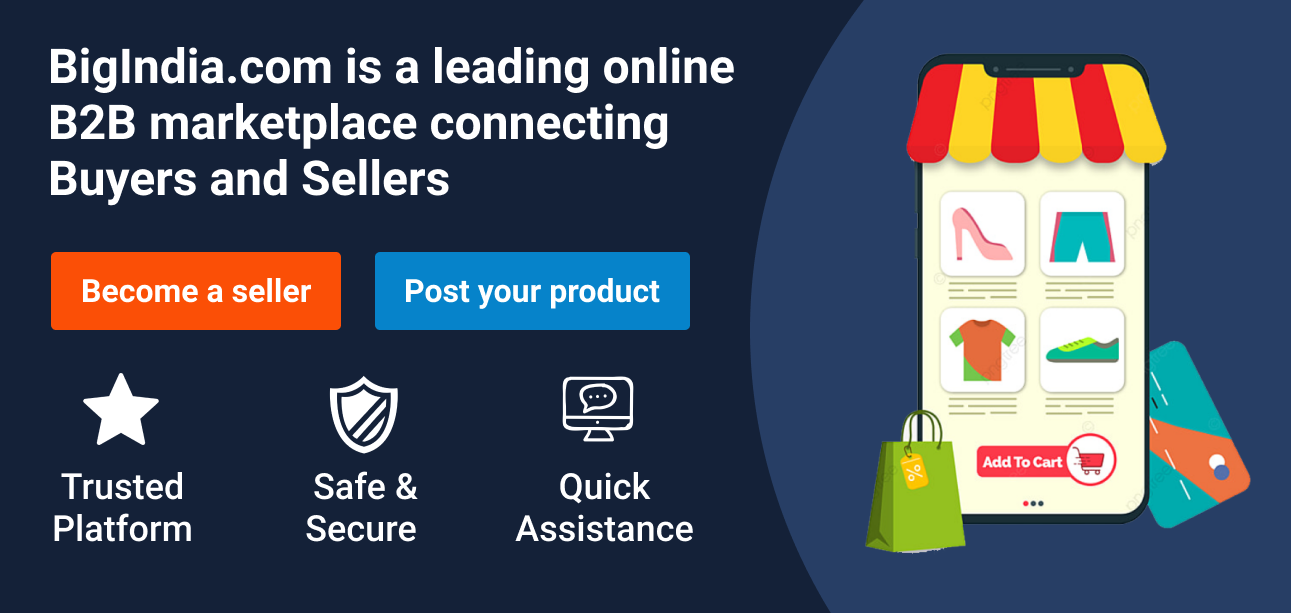 BigIndia.com is a leading online
B2B marketplace connecting
Buyers and Sellers
Become a seller
Post your product
Trusted
Platform
Safe &
Secure
Quick
Assistance
%
Add To Cart